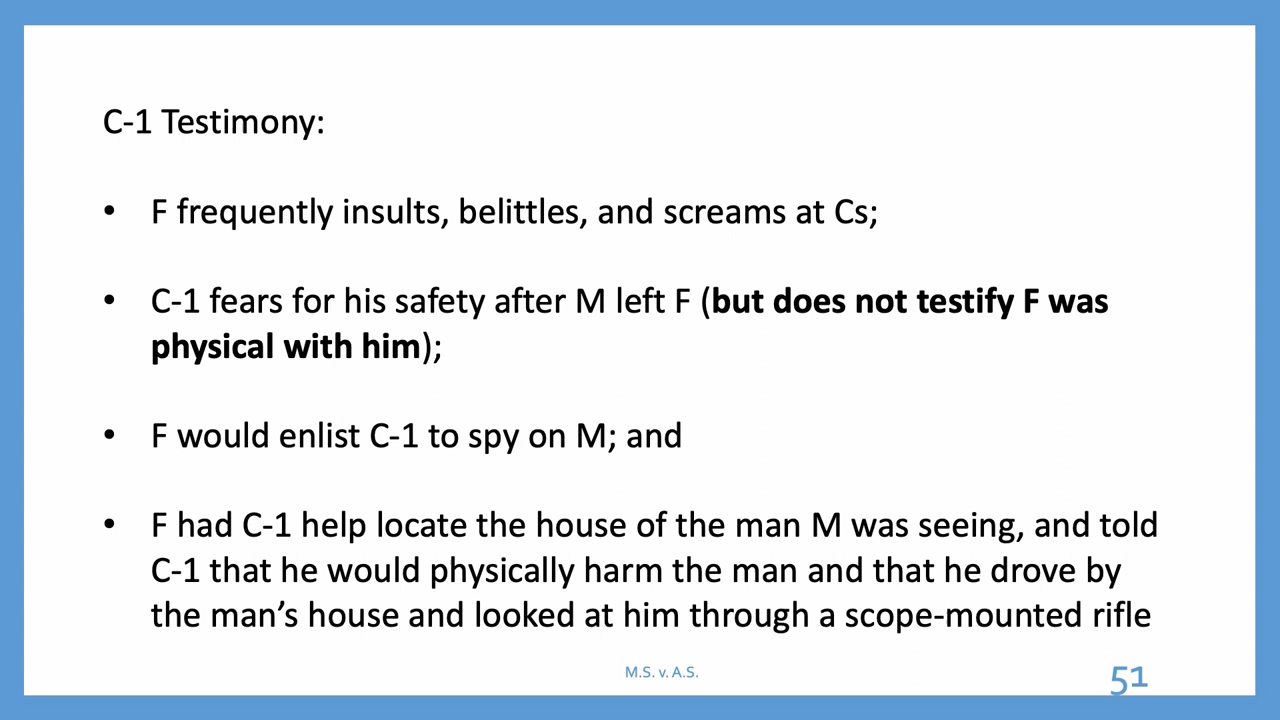 C-1 Testimony:
• F frequently insults, belittles, and screams at Cs;
• C-1 fears for his safety after M left F (but does not testify F was
physical with him);
• F would enlist C-1 to spy on M; and
• F had C-1 help locate the house of the man M was seeing, and told
C-1 that he would physically harm the man and that he drove by
the man’s house and looked at him through a scope-mounted rifle
M.S. v. A.S.
51